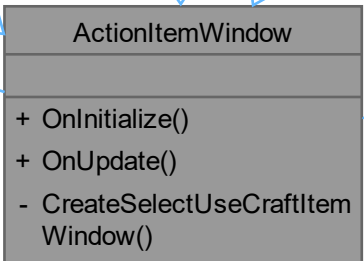 ActionItemWindow
+ OnInitialize()
+ OnUpdate()
- CreateSelectUseCraftItem
Window()